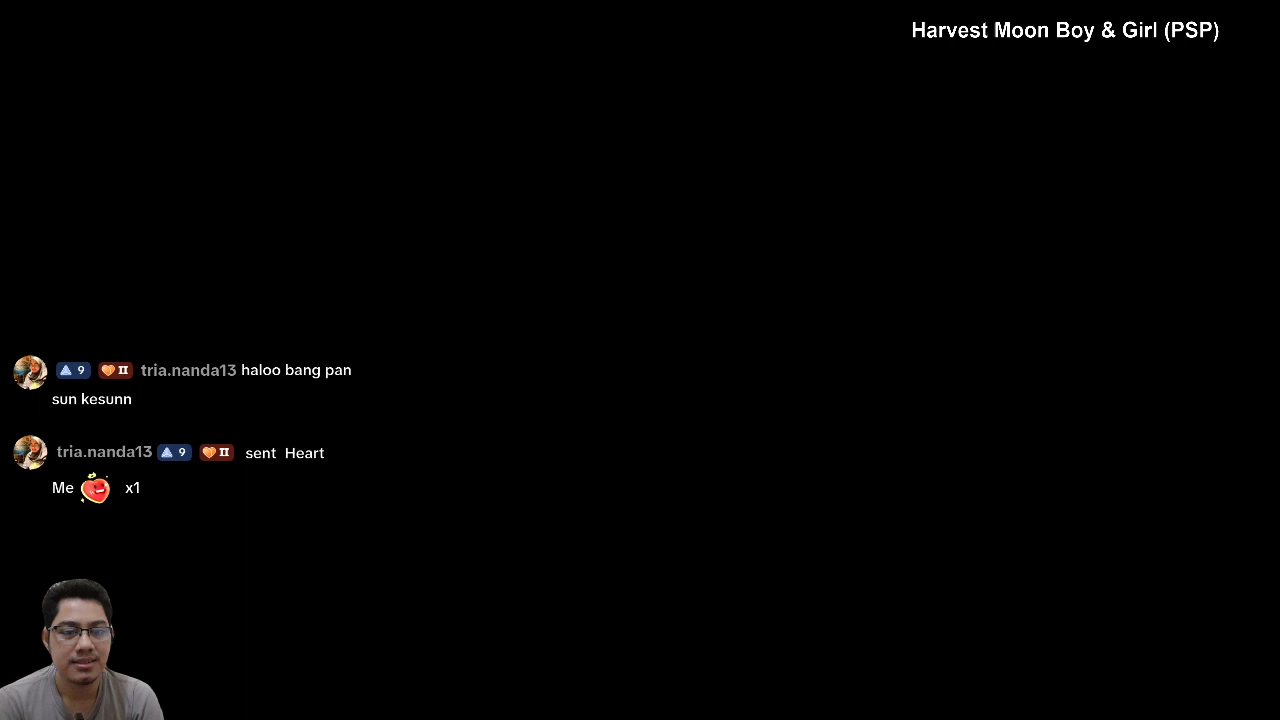 Harvest Moon Boy & Girl (PSP)
9 II tria.nanda13 haloo bang pan
sun kesunn
tria.nanda13 9 II sent Heart
Me x1